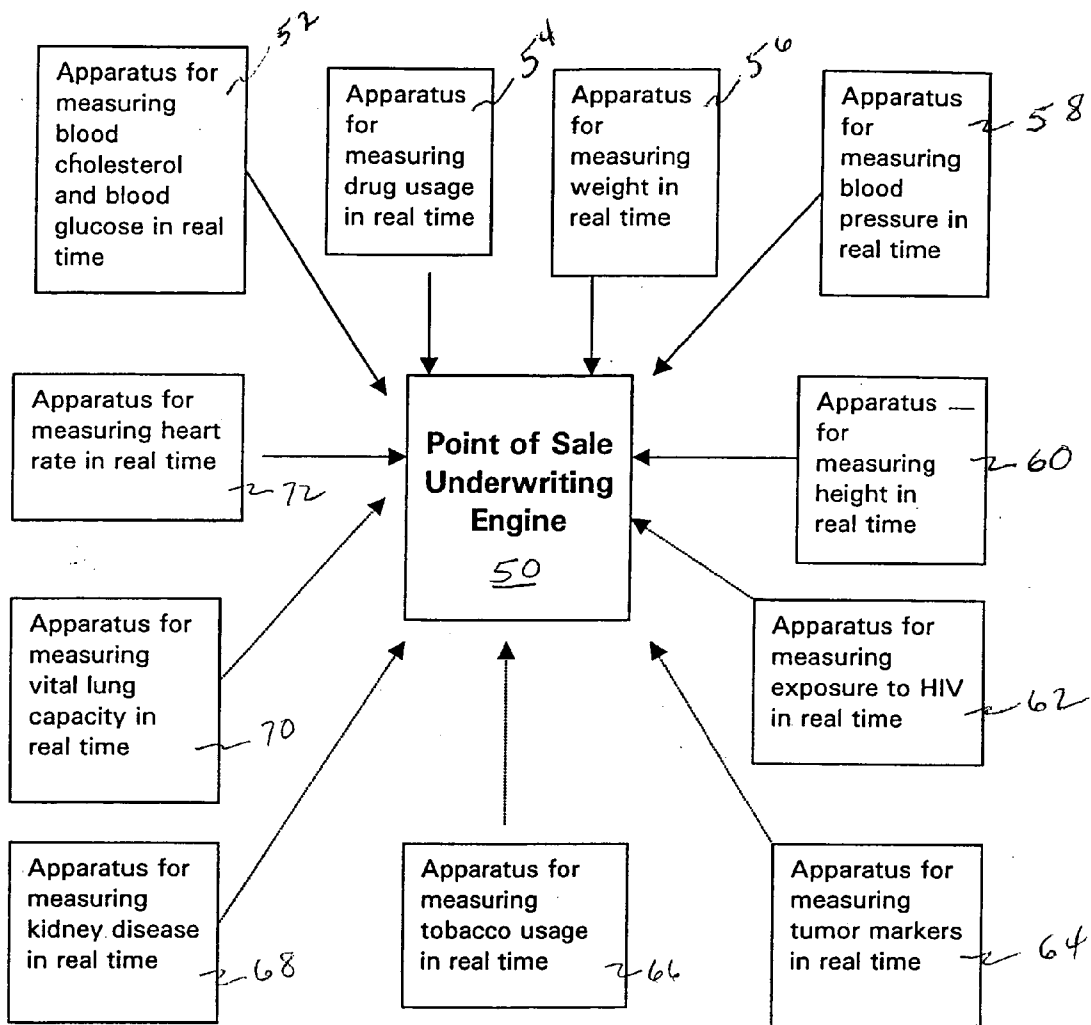 52
Apparatus for
measuring
blood
cholesterol
and blood
glucose in real
time
54
Apparatus
for
measuring
drug usage
in real time
56
Apparatus
for
measuring
weight in
real time
58
Apparatus
for
measuring
blood
pressure in
real time
Apparatus for
measuring heart
rate in real time
72
Point of Sale
Underwriting
Engine
50
Apparatus
for
measuring
height in
real time
60
Apparatus for
measuring
vital lung
capacity in
real time
70
Apparatus for
measuring
exposure to HIV
in real time
62
Apparatus for
measuring
kidney disease
in real time
68
Apparatus for
measuring
tobacco usage
in real time
66
Apparatus for
measuring
tumor markers
in real time
64